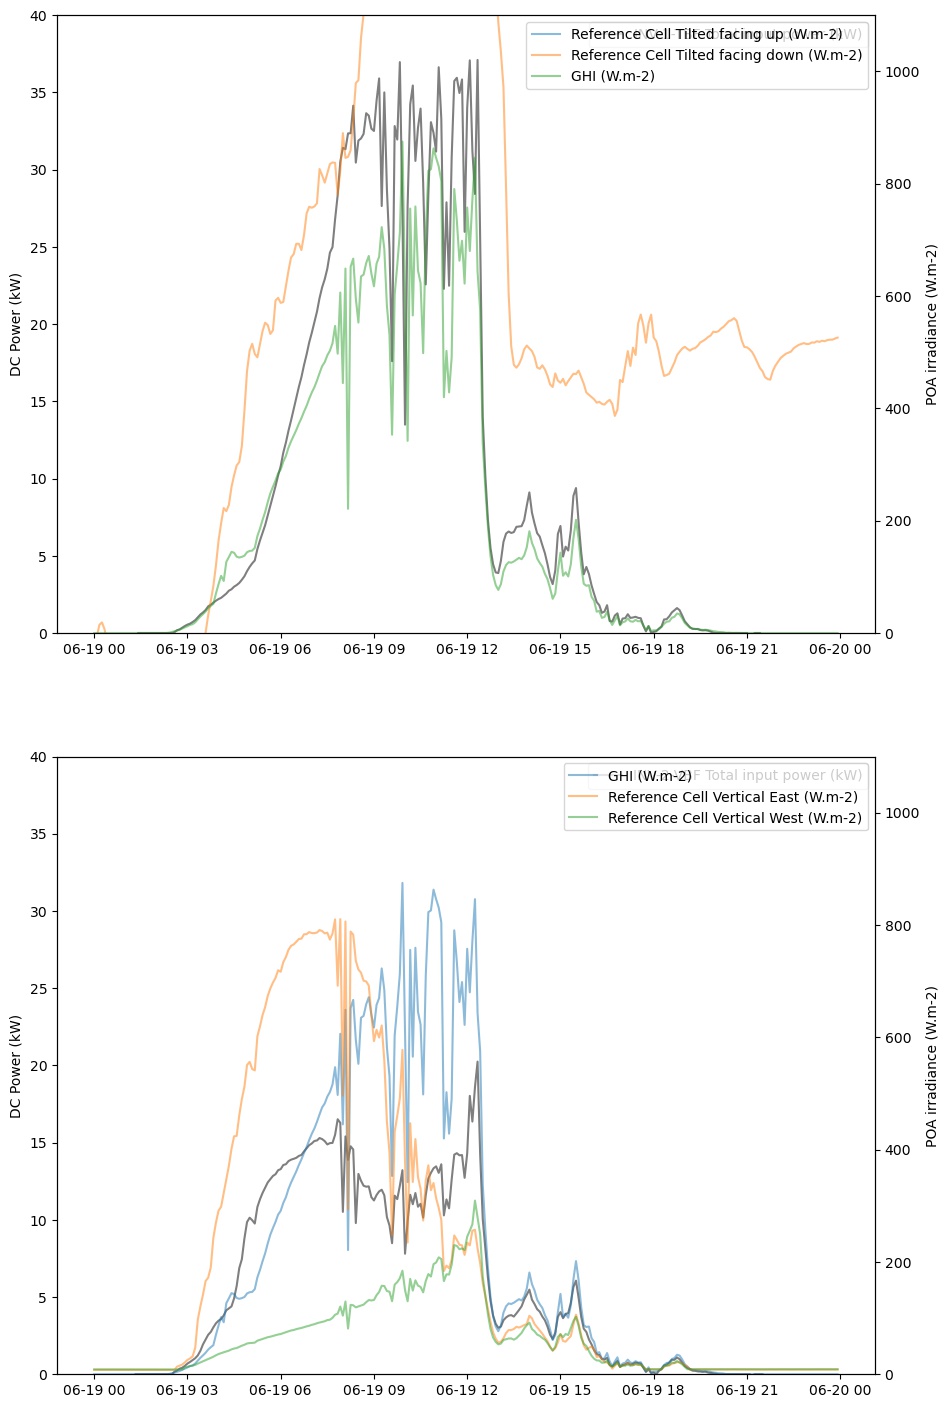 40
35
30
25
20
15
10
5
0
DC Power (kW)
Reference Cell Tilted facing up (W.m-2)
Reference Cell Tilted facing down (W.m-2)
GHI (W.m-2)
1000
800
600
400
200
0
POA irradiance (W.m-2)
06-19 00 06-19 03 06-19 06 06-19 09 06-19 12 06-19 15 06-19 18 06-19 21 06-20 00
40
35
30
25
20
15
10
5
0
DC Power (kW)
GHI (W.m-2) Total input power (kW)
Reference Cell Vertical East (W.m-2)
Reference Cell Vertical West (W.m-2)
1000
800
600
400
200
0
POA irradiance (W.m-2)
06-19 00 06-19 03 06-19 06 06-19 09 06-19 12 06-19 15 06-19 18 06-19 21 06-20 00